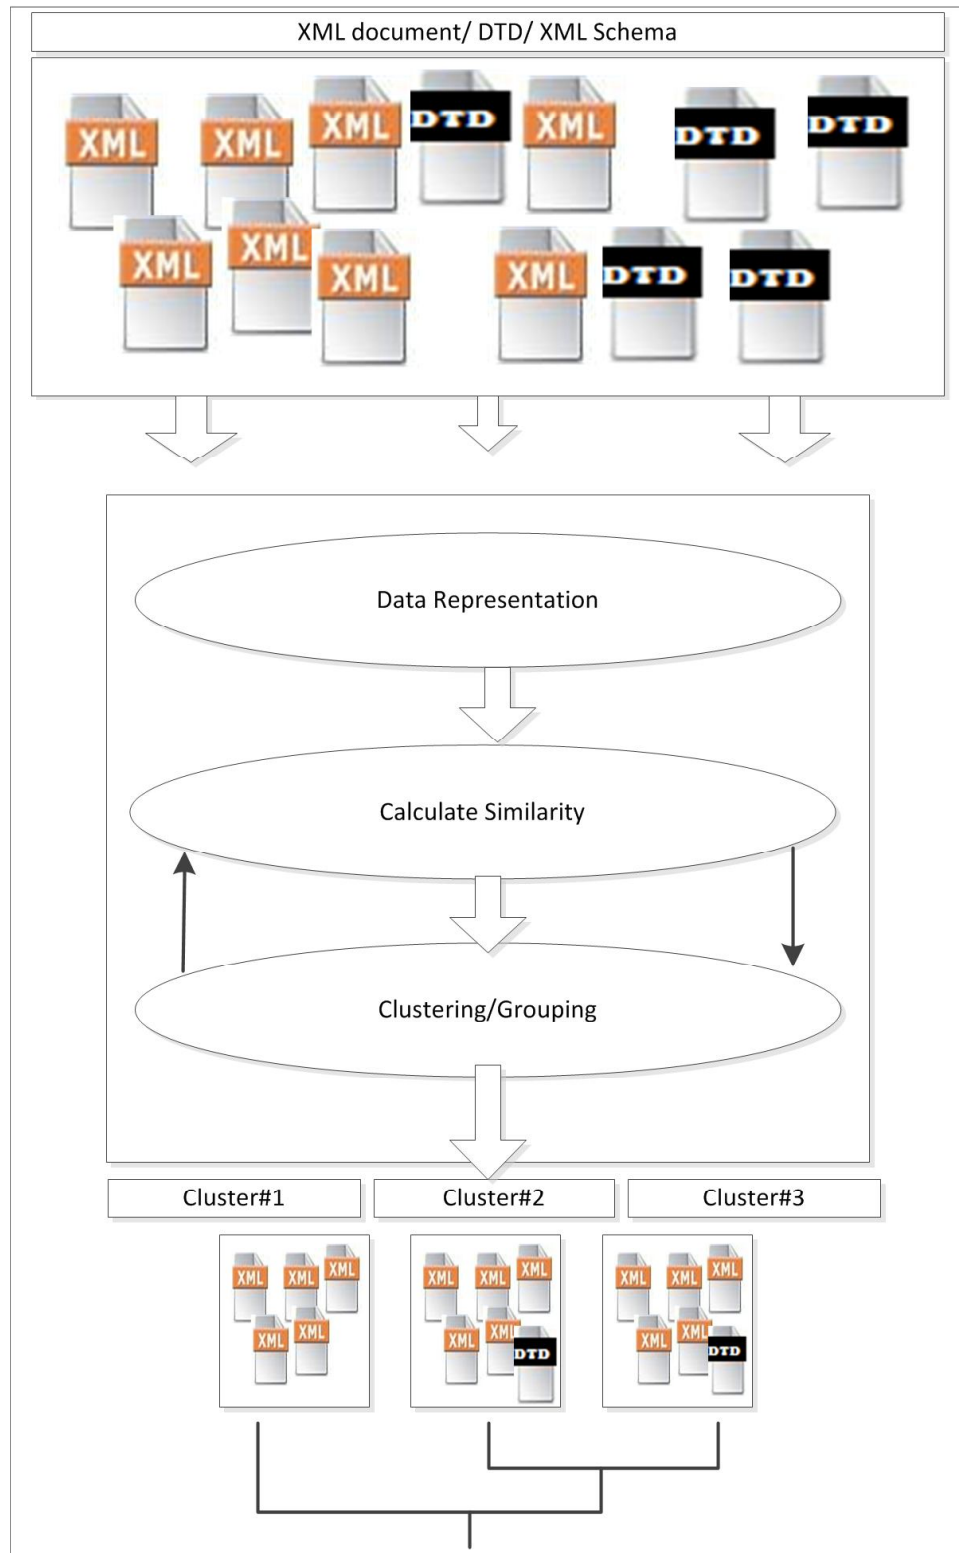 XML document/ DTD/ XML Schema
XML XML XML DTD XML DTD DTD
XML XML XML XML DTD DTD
Data Representation
Calculate Similarity
Clustering/Grouping
Cluster#1 Cluster#2 Cluster#3
XML XML XML XML XML XML XML XML XML
XML XML XML XML XML XML
DTD DTD